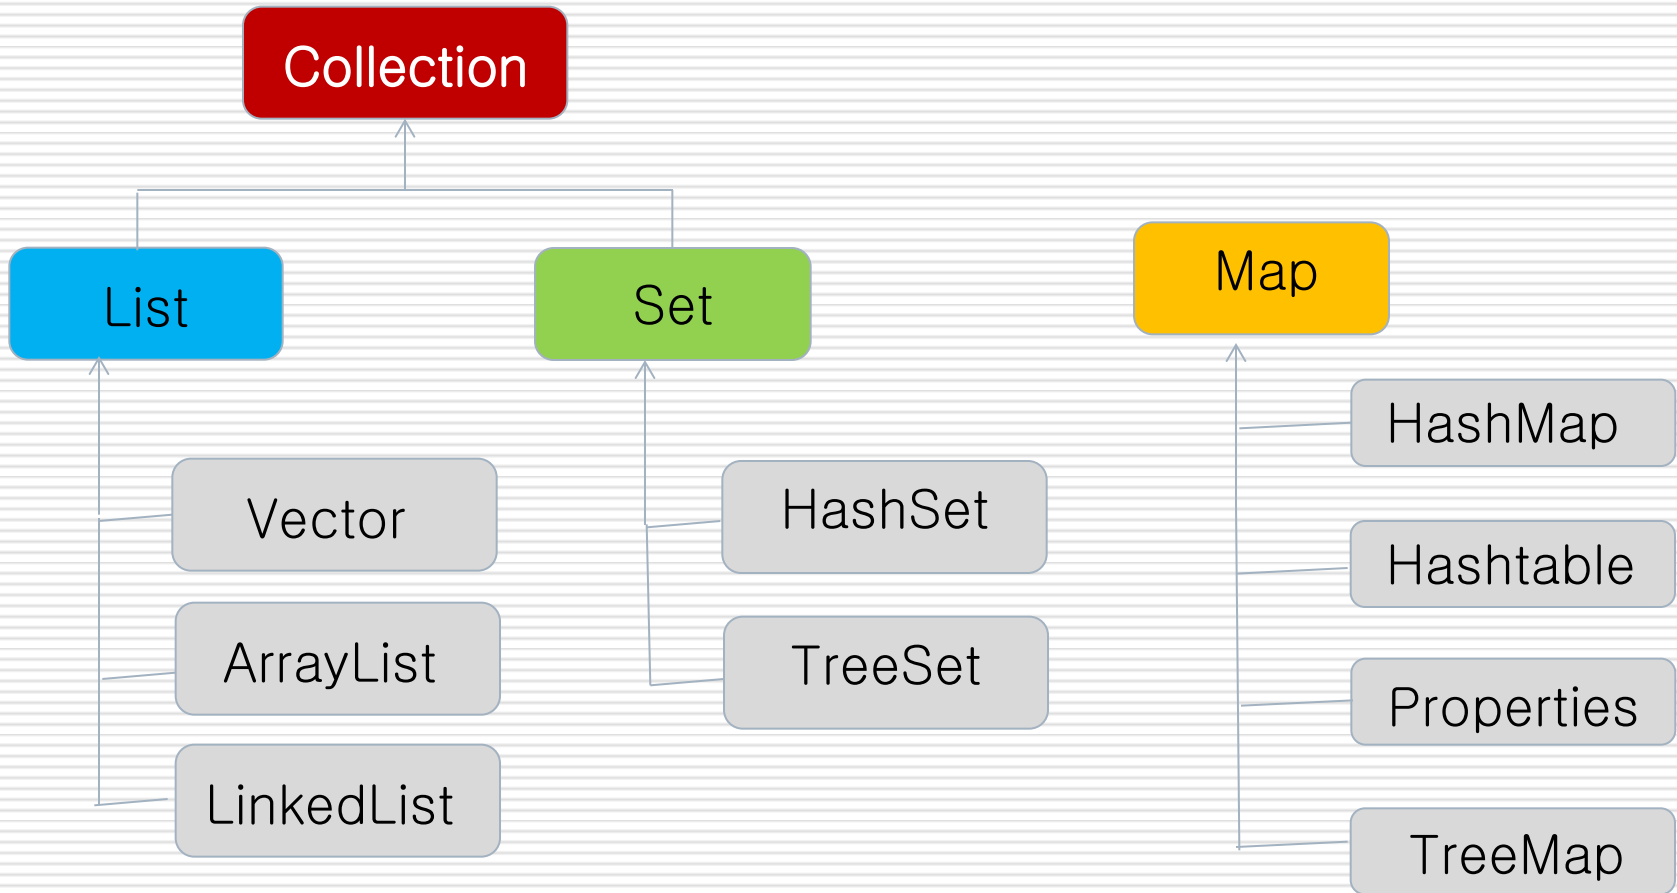 Collection
List
Set
Map
Vector
ArrayList
LinkedList
HashSet
TreeSet
HashMap
Hashtable
Properties
TreeMap